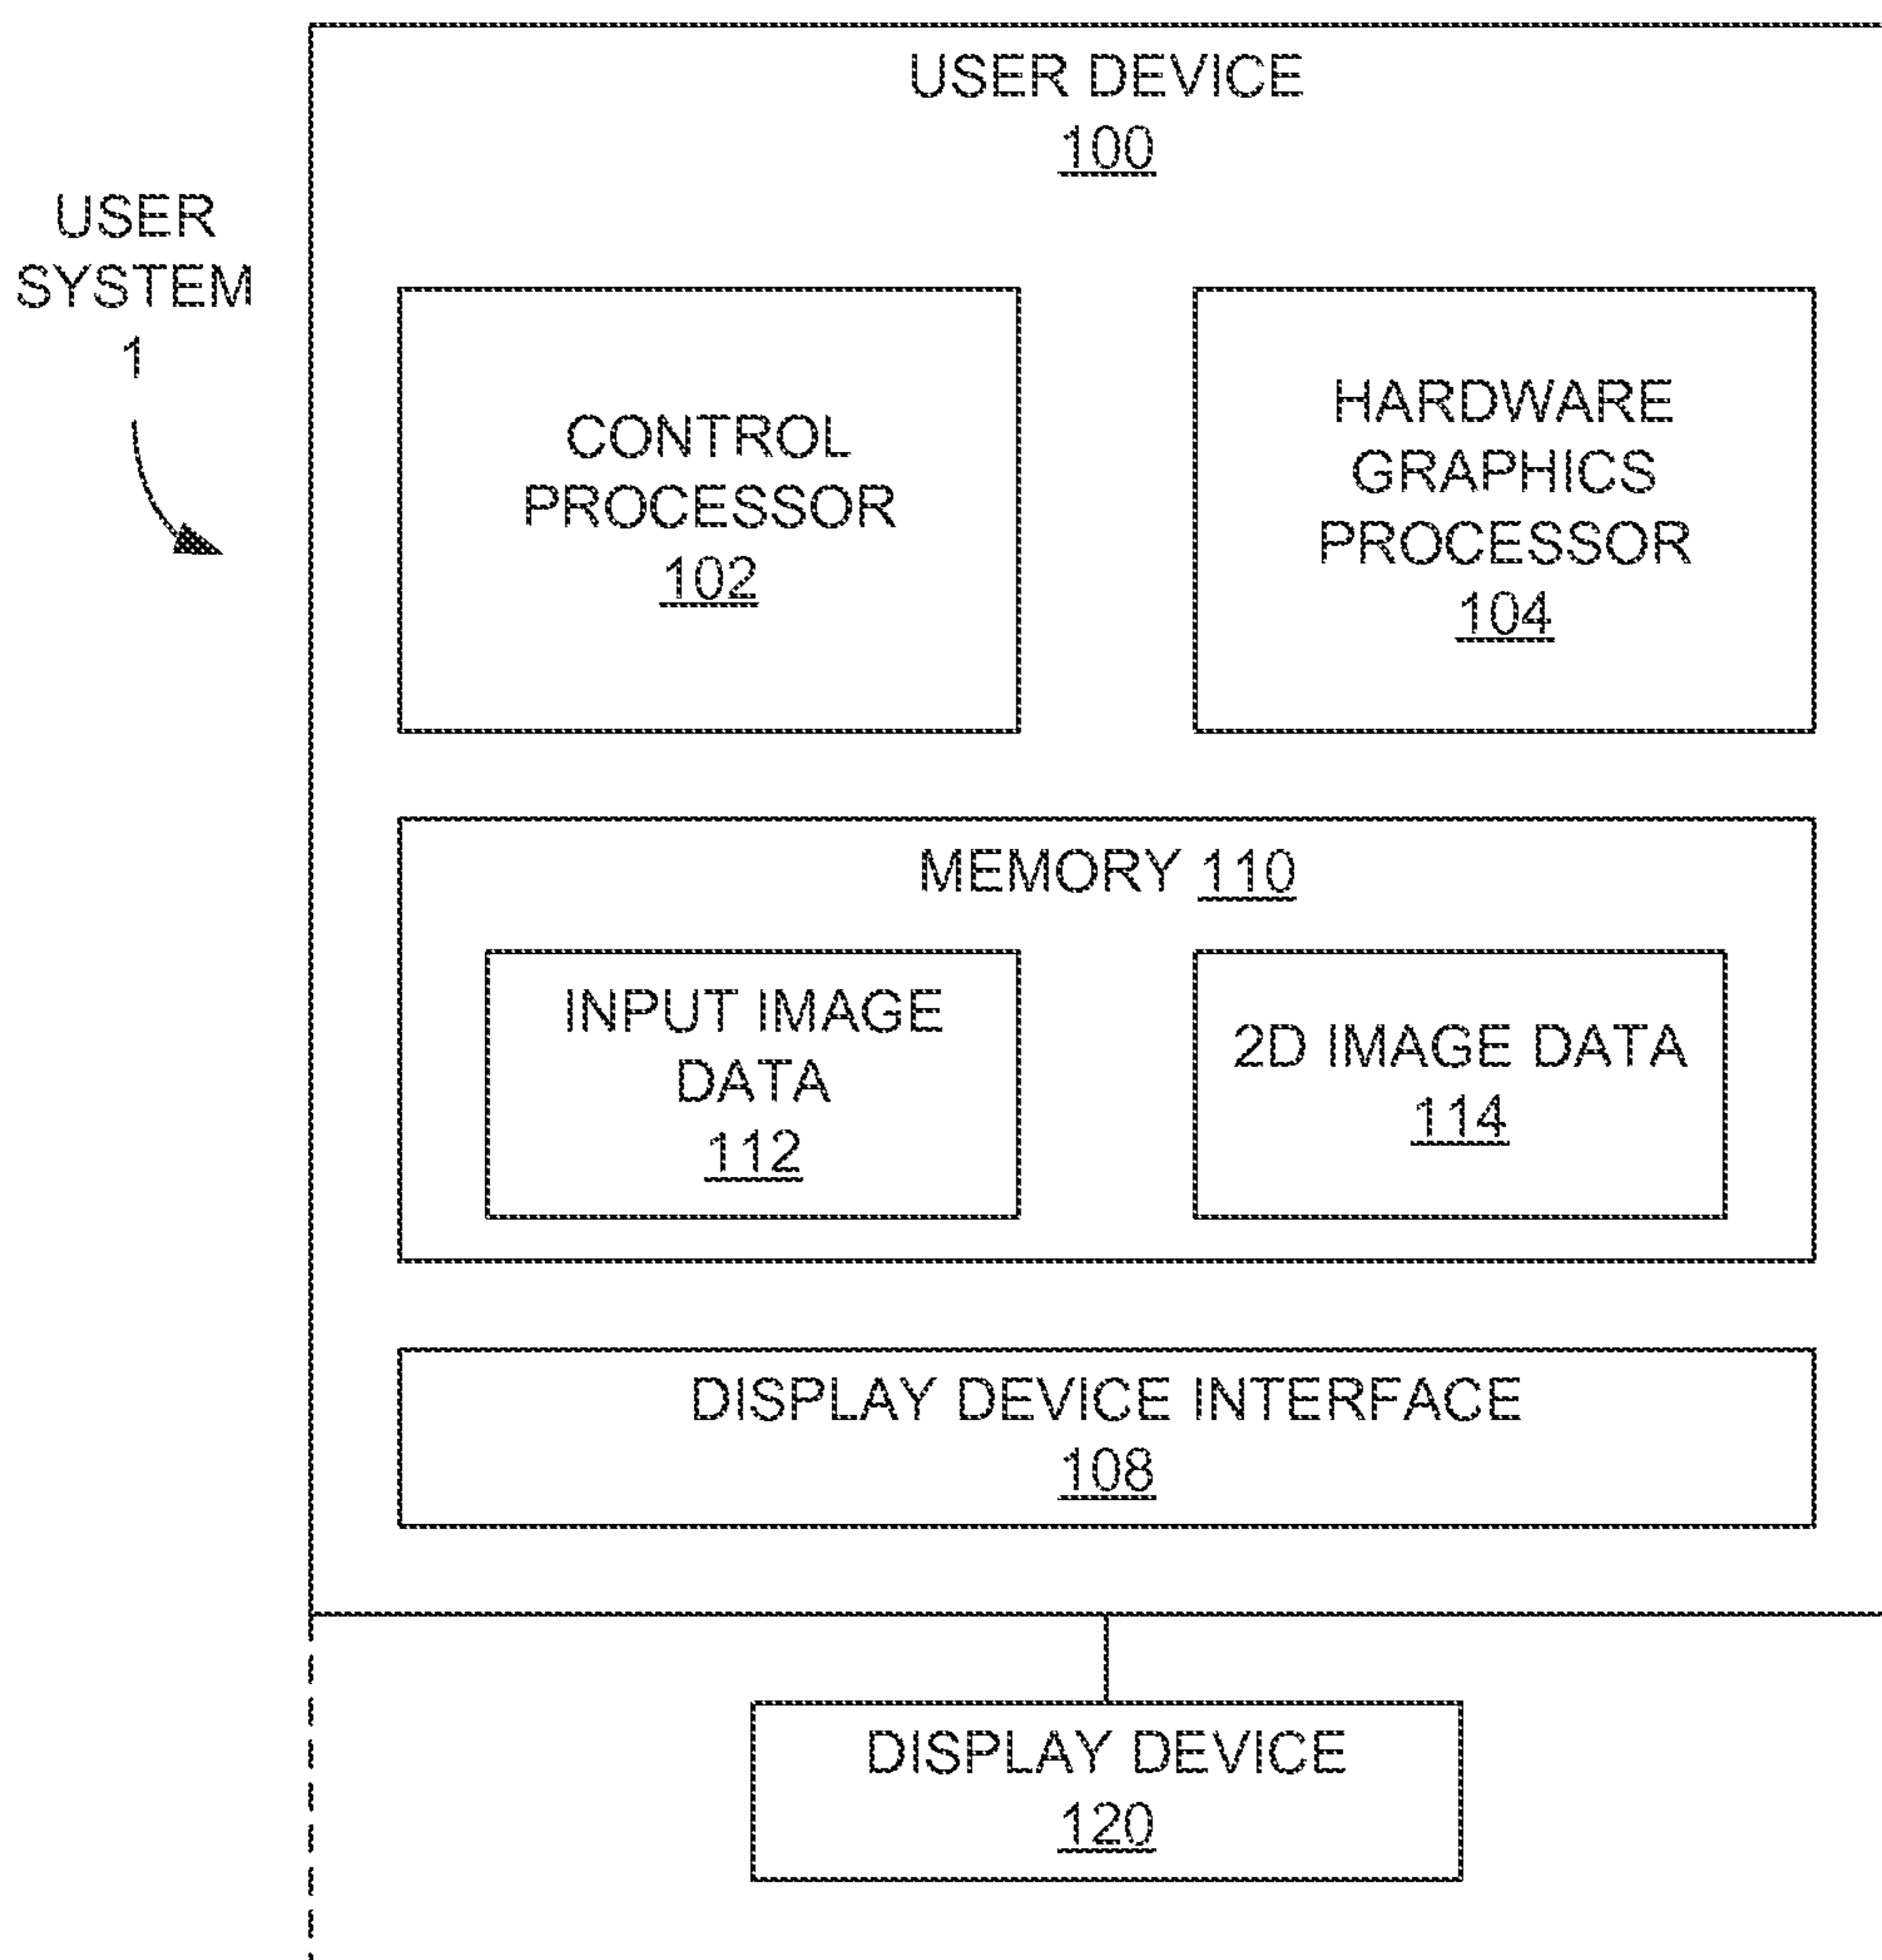 USER DEVICE
100
USER
SYSTEM
1
CONTROL
PROCESSOR
102
HARDWARE
GRAPHICS
PROCESSOR
104
MEMORY 110
INPUT IMAGE
DATA
112
2D IMAGE DATA
114
DISPLAY DEVICE INTERFACE
108
DISPLAY DEVICE
120